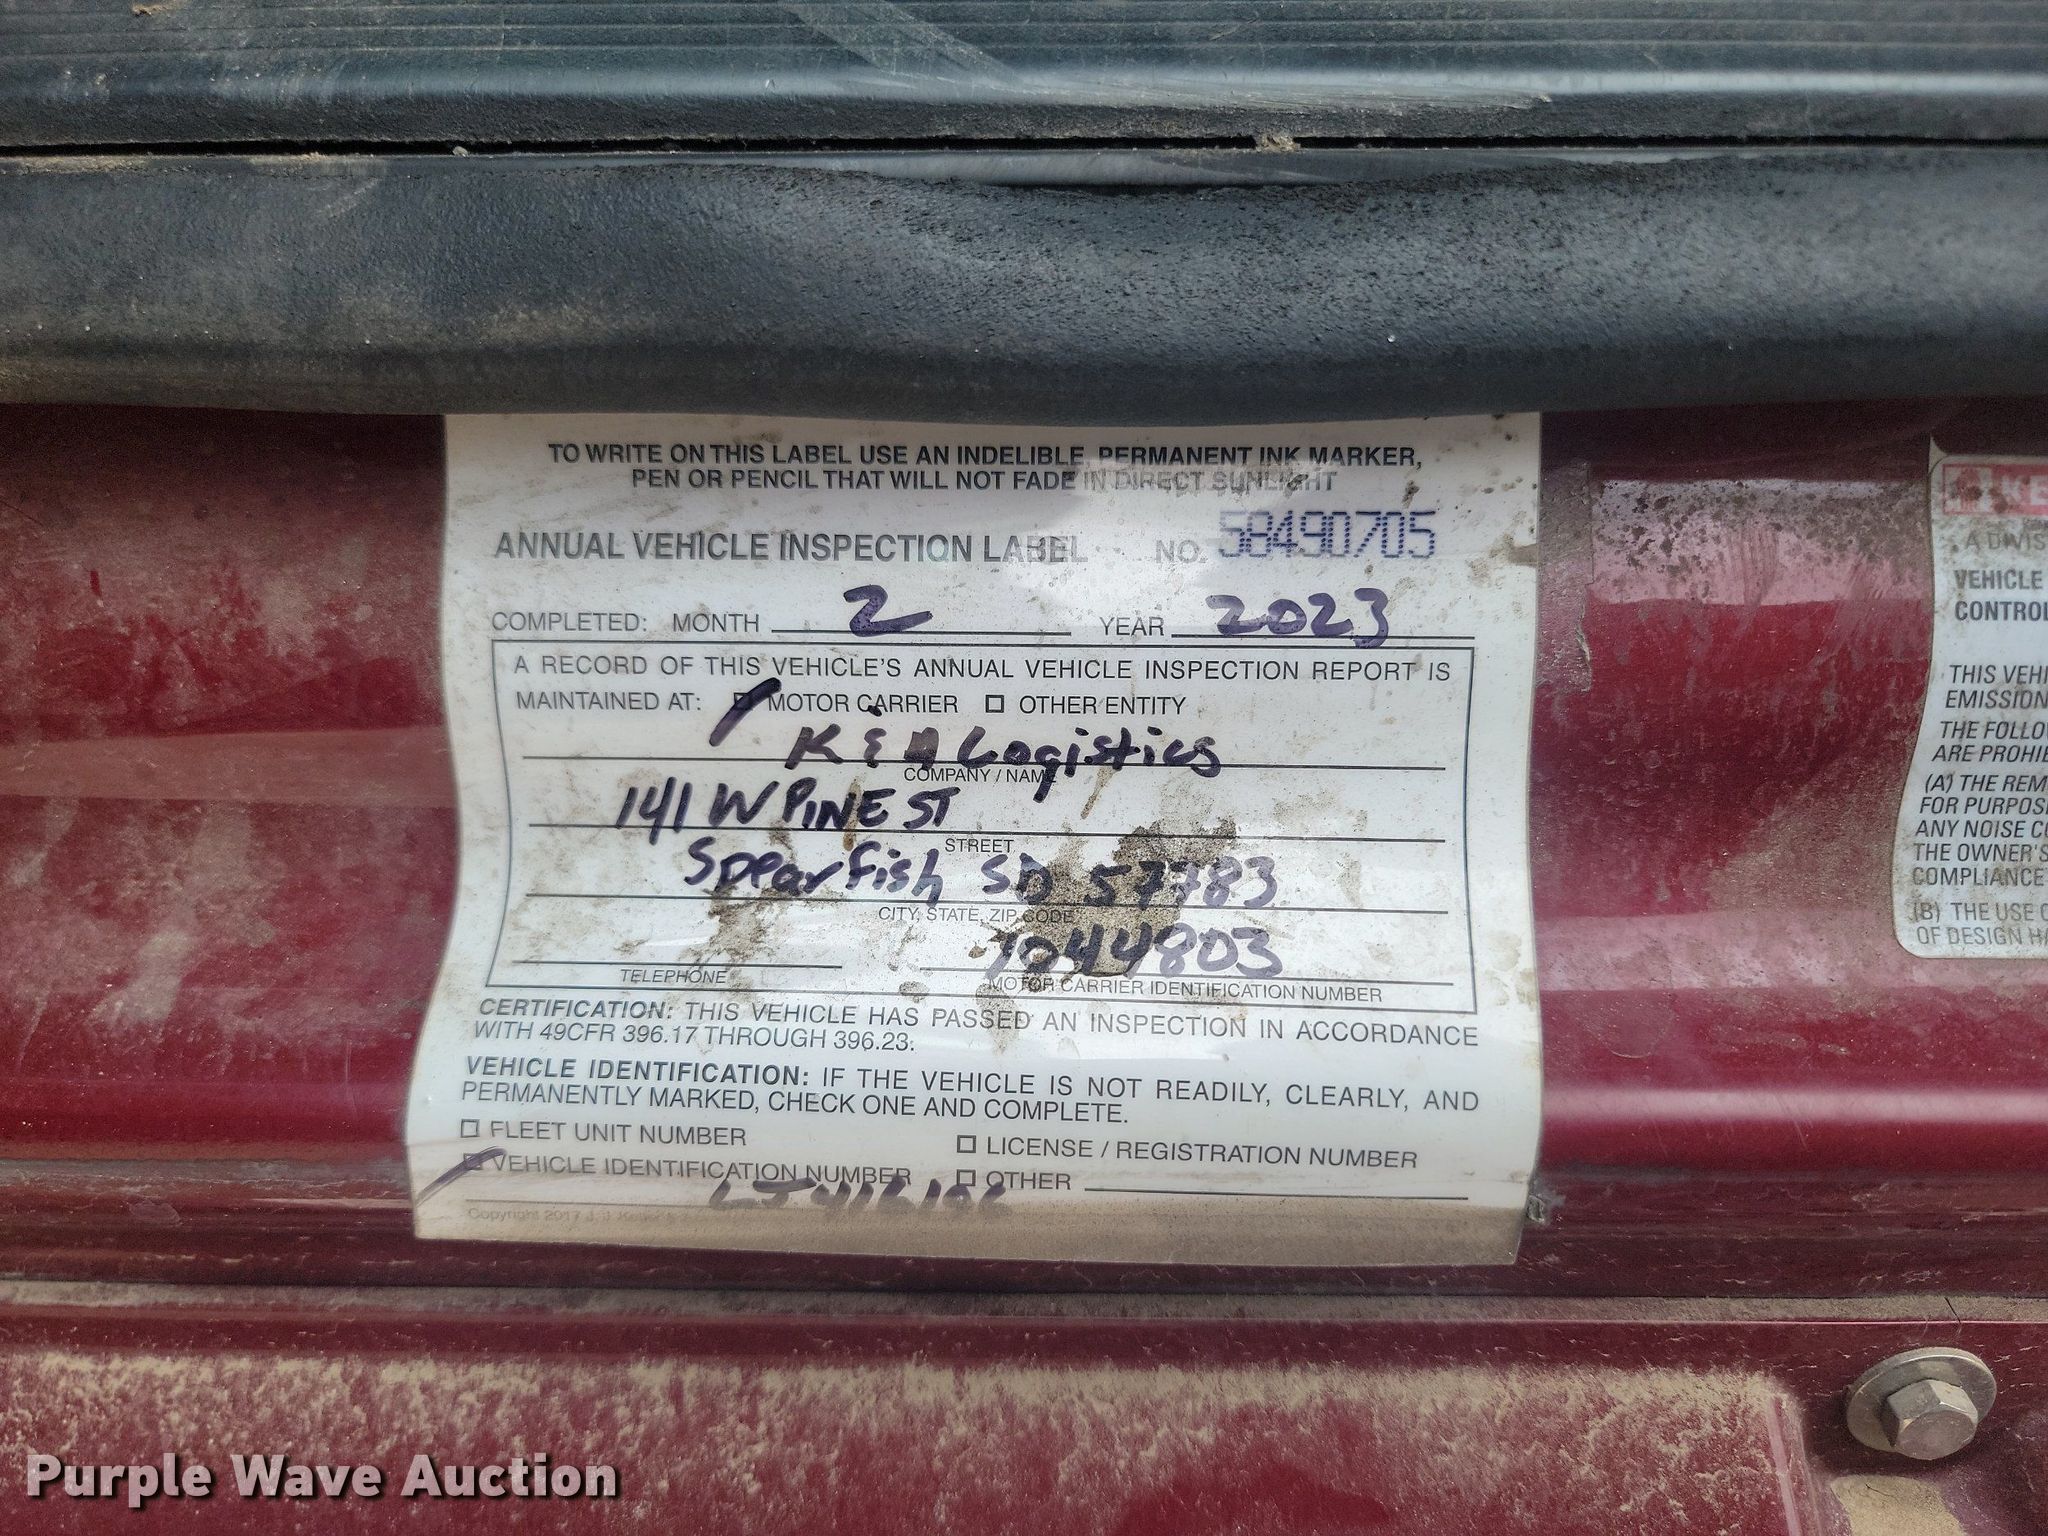 TO WRITE ON THIS LABEL USE AN INDELIBLE, PERMANENT INK MARKER,
PEN OR PENCIL THAT WILL NOT FADE IN DIRECT SUNLIGHT
ANNUAL VEHICLE INSPECTION LABEL NO. 58490705
COMPLETED: MONTH 2 YEAR 2023
A RECORD OF THIS VEHICLE'S ANNUAL VEHICLE INSPECTION REPORT IS
MAINTAINED AT: MOTOR CARRIER OTHER ENTITY
K & A Logistics
COMPANY / NAME
141 W PINE ST
STREET
Spearfish SD 57783
CITY, STATE, ZIP CODE
1044803
TELEPHONE MOTOR CARRIER IDENTIFICATION NUMBER
CERTIFICATION: THIS VEHICLE HAS PASSED AN INSPECTION IN ACCORDANCE
WITH 49CFR 396.17 THROUGH 396.23.
VEHICLE IDENTIFICATION: IF THE VEHICLE IS NOT READILY, CLEARLY, AND
PERMANENTLY MARKED, CHECK ONE AND COMPLETE.
FLEET UNIT NUMBER LICENSE / REGISTRATION NUMBER
VEHICLE IDENTIFICATION NUMBER OTHER
Copyright 2017 J. J.
KE
A DIVIS
VEHICLE
CONTROL
THIS VEHI
EMISSION
THE FOLLOW
ARE PROHIB
(A) THE REM
FOR PURPOS
ANY NOISE CO
THE OWNER'S
COMPLIANCE
(B) THE USE O
OF DESIGN HA
Purple Wave Auction